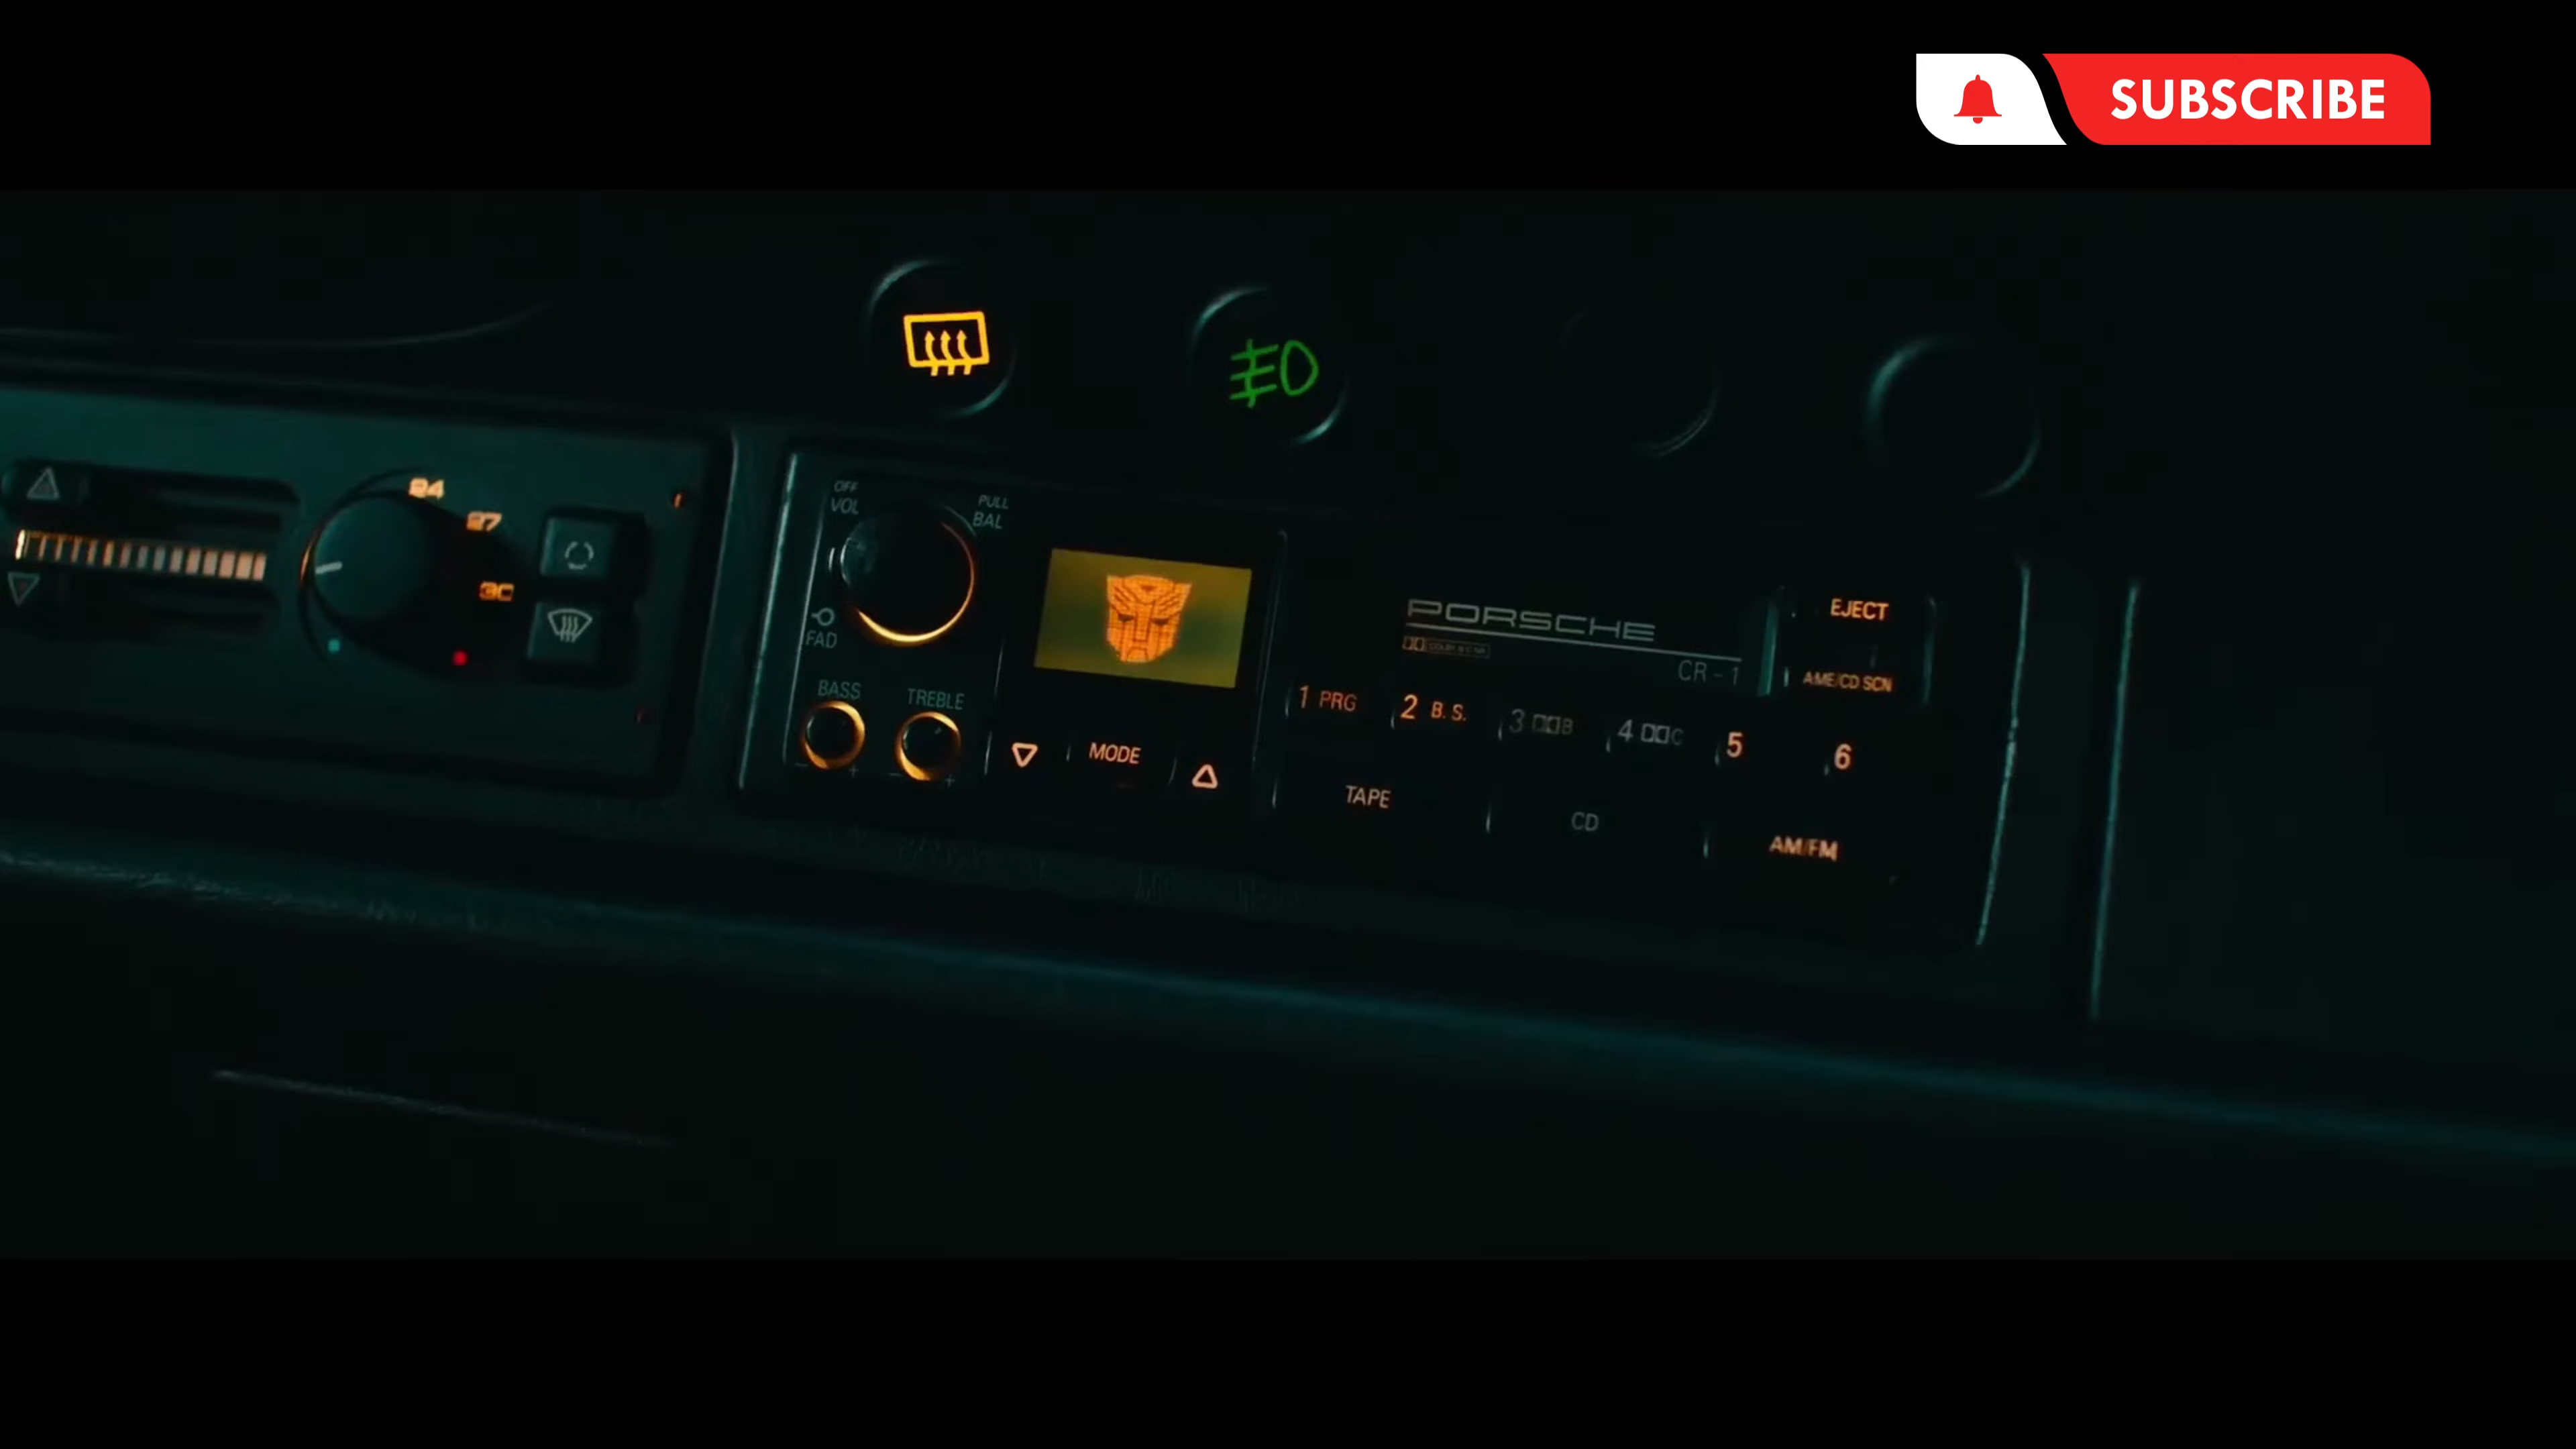 SUBSCRIBE
24
27
OFF
VOL
PULL
BAL
30
EJECT
PORSCHE
FAD
CR-1
AME/CD SCN
BASS
TREBLE
1 PRG
2 B.S.
3 B
4 C
5
6
MODE
TAPE
CD
AM/FM